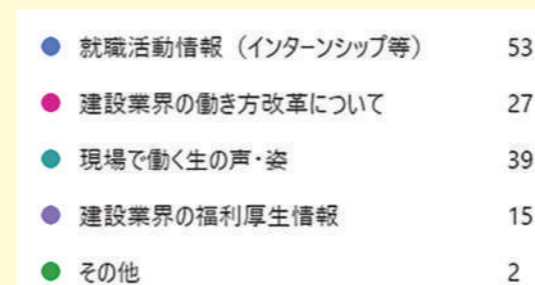 就職活動情報（インターンシップ等） 53
建設業界の働き方改革について 27
現場で働く生の声・姿 39
建設業界の福利厚生情報 15
その他 2